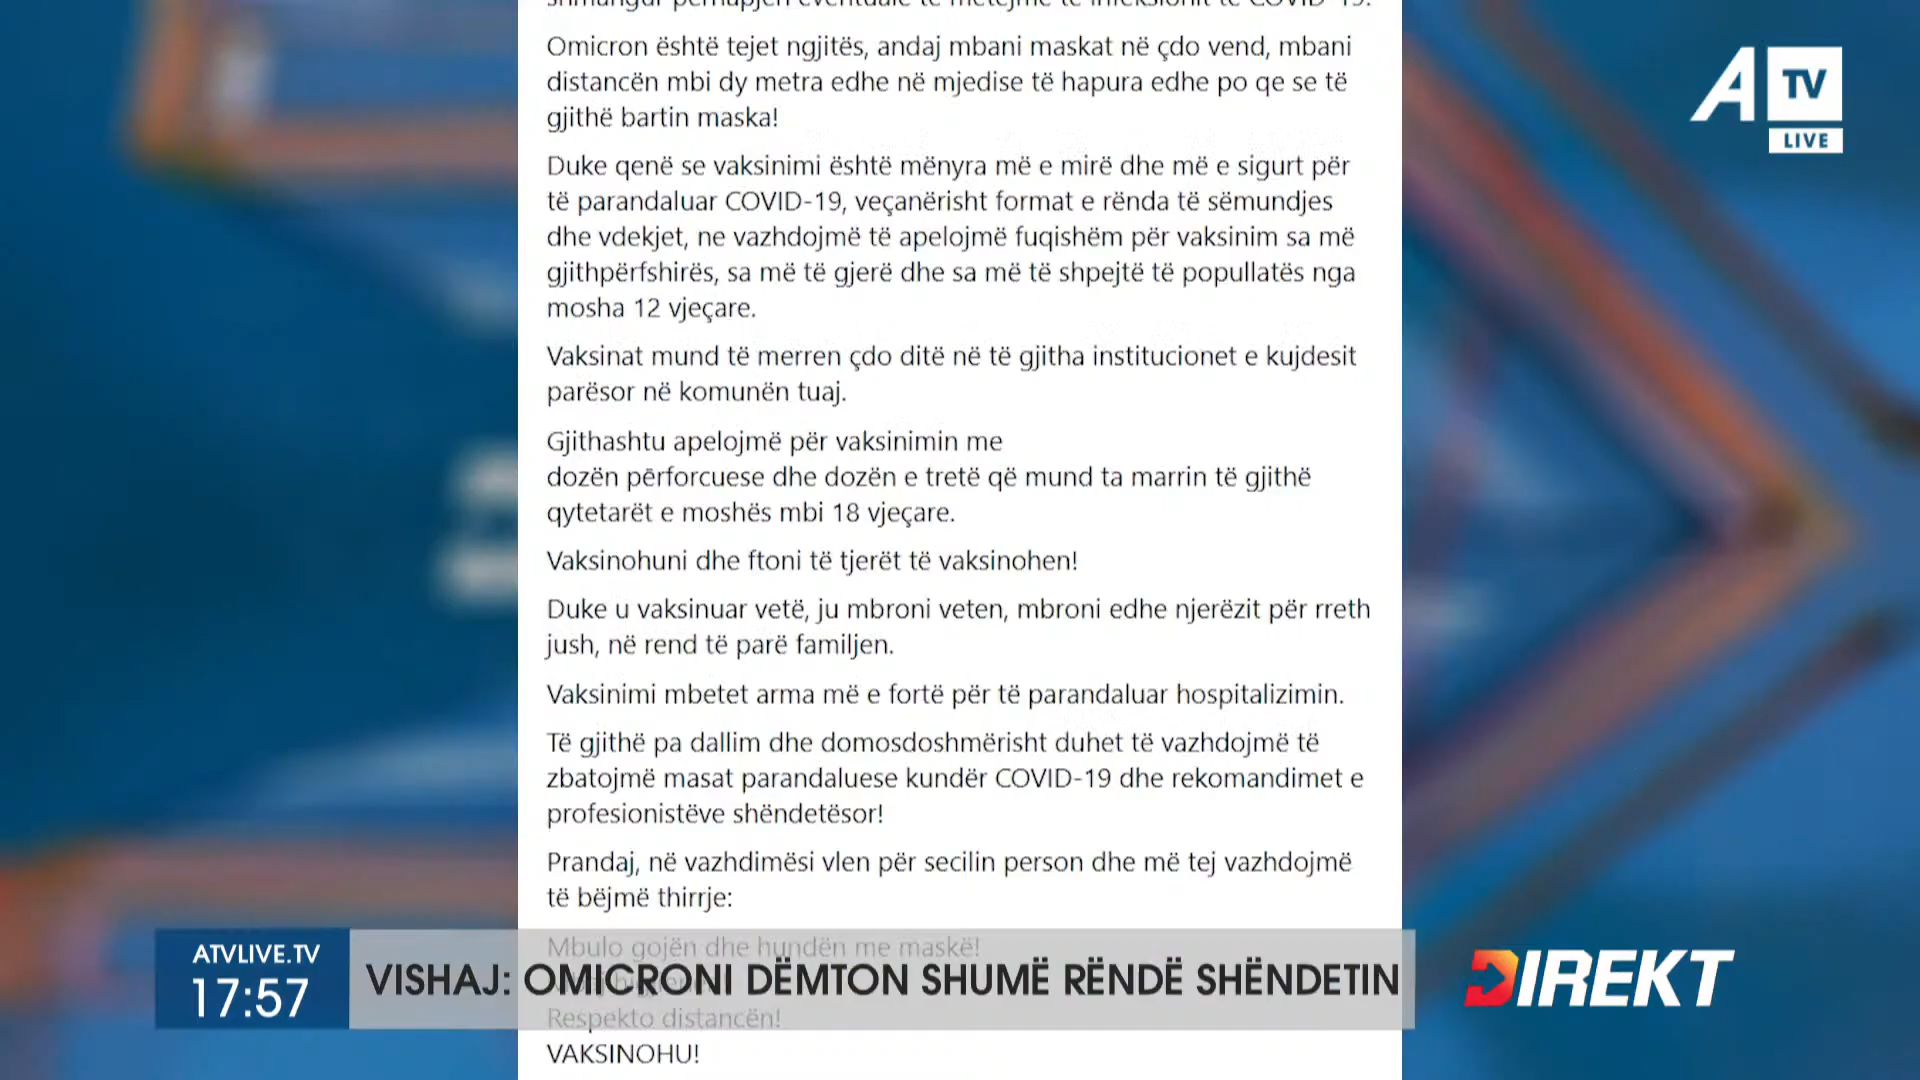 shmangur përhapjen eventuale të mëtejme të infeksionit të COVID-19.
Omicron është tejet ngjitës, andaj mbani maskat në çdo vend, mbani
distancën mbi dy metra edhe në mjedise të hapura edhe po qe se të
gjithë bartin maska!
Duke qenë se vaksinimi është mënyra më e mirë dhe më e sigurt për
të parandaluar COVID-19, veçanërisht format e rënda të sëmundjes
dhe vdekjet, ne vazhdojmë të apelojmë fuqishëm për vaksinim sa më
gjithpërfshirës, sa më të gjerë dhe sa më të shpejtë të popullatës nga
mosha 12 vjeçare.
Vaksinat mund të merren çdo ditë në të gjitha institucionet e kujdesit
parësor në komunën tuaj.
Gjithashtu apelojmë për vaksinimin me
dozën përforcuese dhe dozën e tretë që mund ta marrin të gjithë
qytetarët e moshës mbi 18 vjeçare.
Vaksinohuni dhe ftoni të tjerët të vaksinohen!
Duke u vaksinuar vetë, ju mbroni veten, mbroni edhe njerëzit për rreth
jush, në rend të parë familjen.
Vaksinimi mbetet arma më e fortë për të parandaluar hospitalizimin.
Të gjithë pa dallim dhe domosdoshmërisht duhet të vazhdojmë të
zbatojmë masat parandaluese kundër COVID-19 dhe rekomandimet e
profesionistëve shëndetësor!
Prandaj, në vazhdimësi vlen për secilin person dhe më tej vazhdojmë
të bëjmë thirrje:
Mbulo gojën dhe hundën me maskë!
Respekto distancën!
VAKSINOHU!
A TV
LIVE
ATVLIVE.TV
17:57
VISHAJ: OMICRONI DËMTON SHUMË RËNDË SHËNDETIN
DIREKT